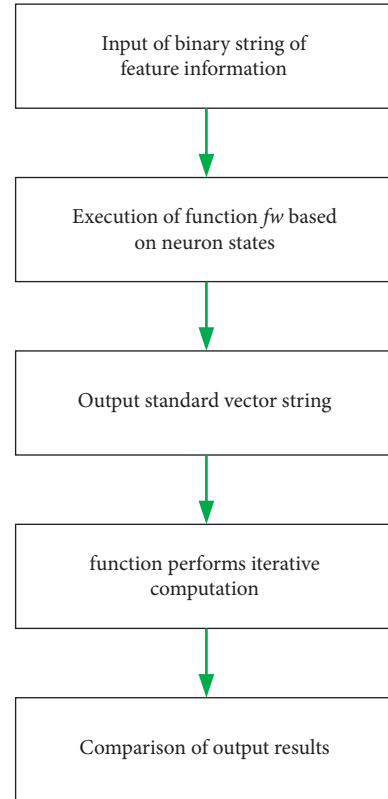 Input of binary string of
feature information
Execution of function fw based
on neuron states
Output standard vector string
function performs iterative
computation
Comparison of output results